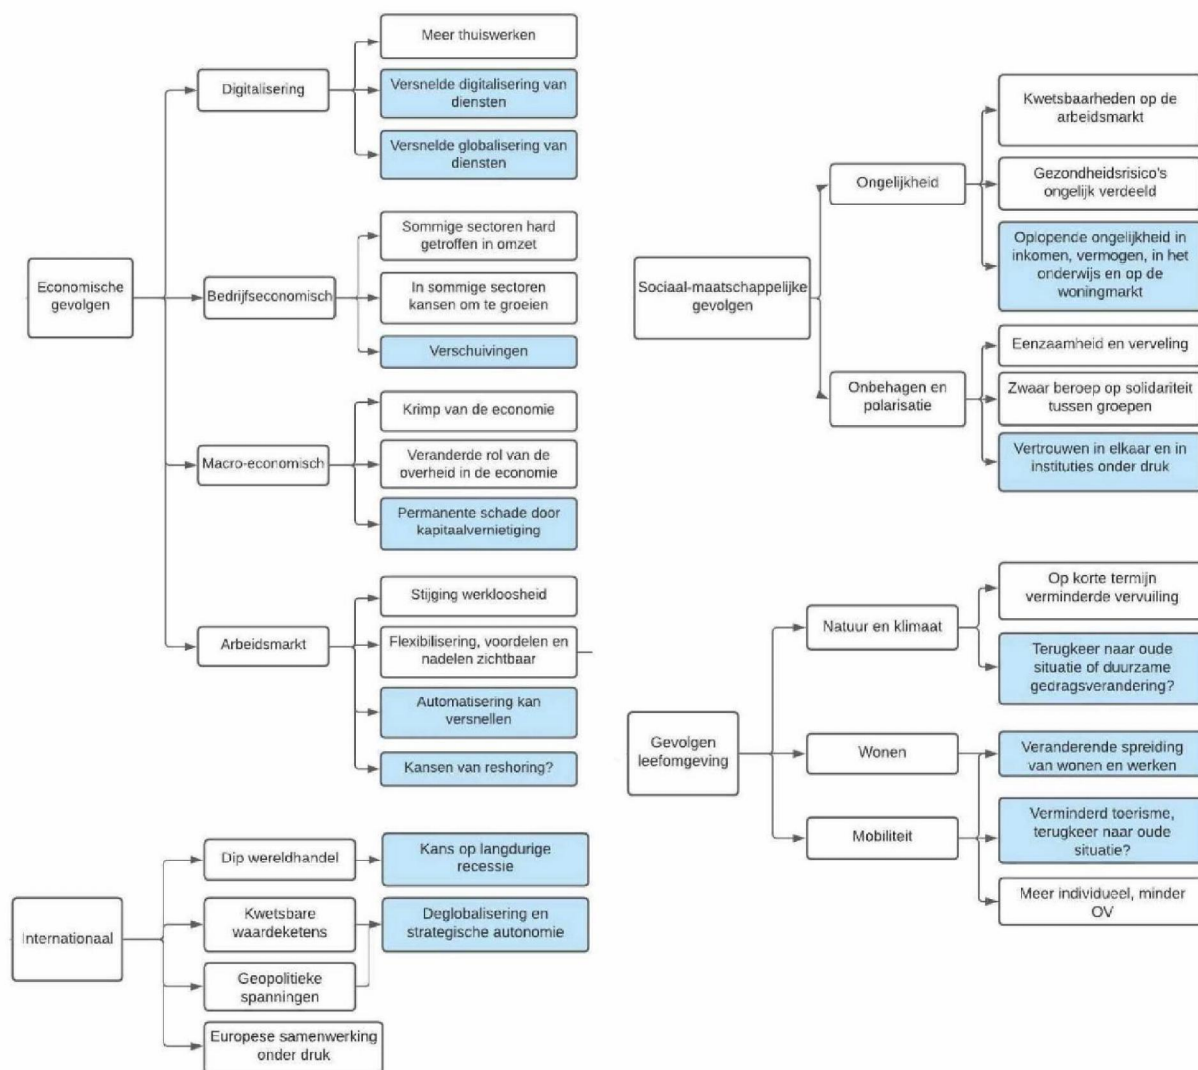 Economische
gevolgen
Digitalisering
Meer thuiswerken
Versnelde digitalisering van
diensten
Versnelde globalisering van
diensten
Bedrijfseconomisch
Sommige sectoren hard
getroffen in omzet
In sommige sectoren
kansen om te groeien
Verschuivingen
Macro-economisch
Krimp van de economie
Veranderde rol van de
overheid in de economie
Permanente schade door
kapitaalvernietiging
Arbeidsmarkt
Stijging werkloosheid
Flexibilisering, voordelen en
nadelen zichtbaar
Automatisering kan
versnellen
Kansen van reshoring?
Internationaal
Dip wereldhandel
Kans op langdurige
recessie
Kwetsbare
waardeketens
Deglobalisering en
strategische autonomie
Geopolitieke
spanningen
Europese samenwerking
onder druk
Sociaal-maatschappelijke
gevolgen
Ongelijkheid
Kwetsbaarheden op de
arbeidsmarkt
Gezondheidsrisico's
ongelijk verdeeld
Oplopende ongelijkheid in
inkomen, vermogen, in het
onderwijs en op de
woningmarkt
Onbehagen en
polarisatie
Eenzaamheid en verveling
Zwaar beroep op solidariteit
tussen groepen
Vertrouwen in elkaar en in
instituties onder druk
Gevolgen
leefomgeving
Natuur en klimaat
Op korte termijn
verminderde vervuiling
Terugkeer naar oude
situatie of duurzame
gedragsverandering?
Wonen
Veranderende spreiding
van wonen en werken
Mobiliteit
Verminderd toerisme,
terugkeer naar oude
situatie?
Meer individueel, minder
OV